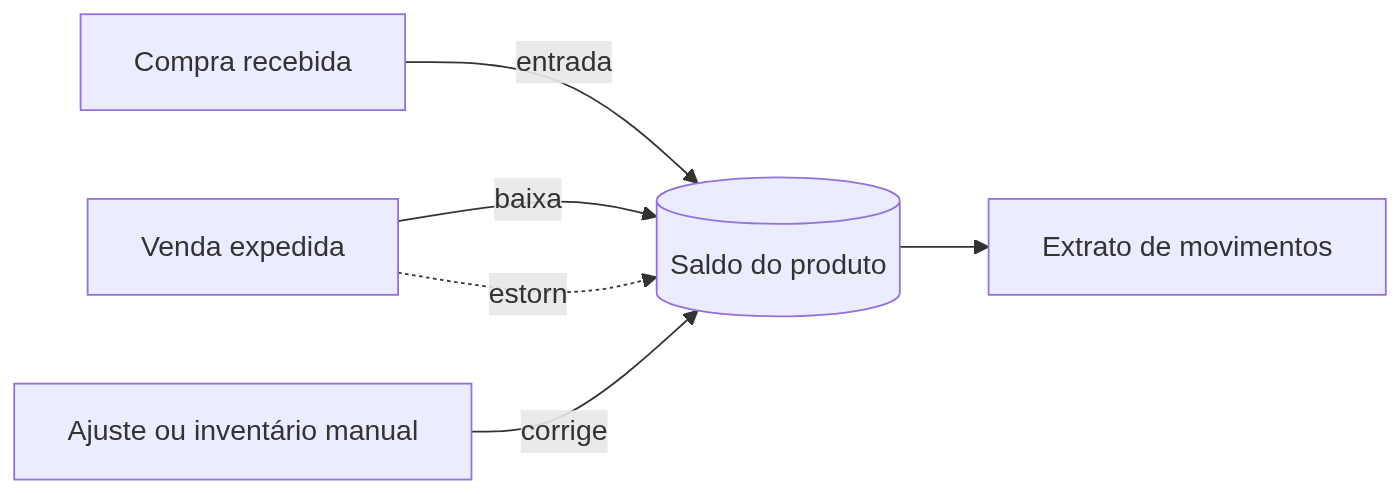 Compra recebida
entrada
Venda expedida
baixa
estorn
Saldo do produto
Extrato de movimentos
Ajuste ou inventário manual
corrige